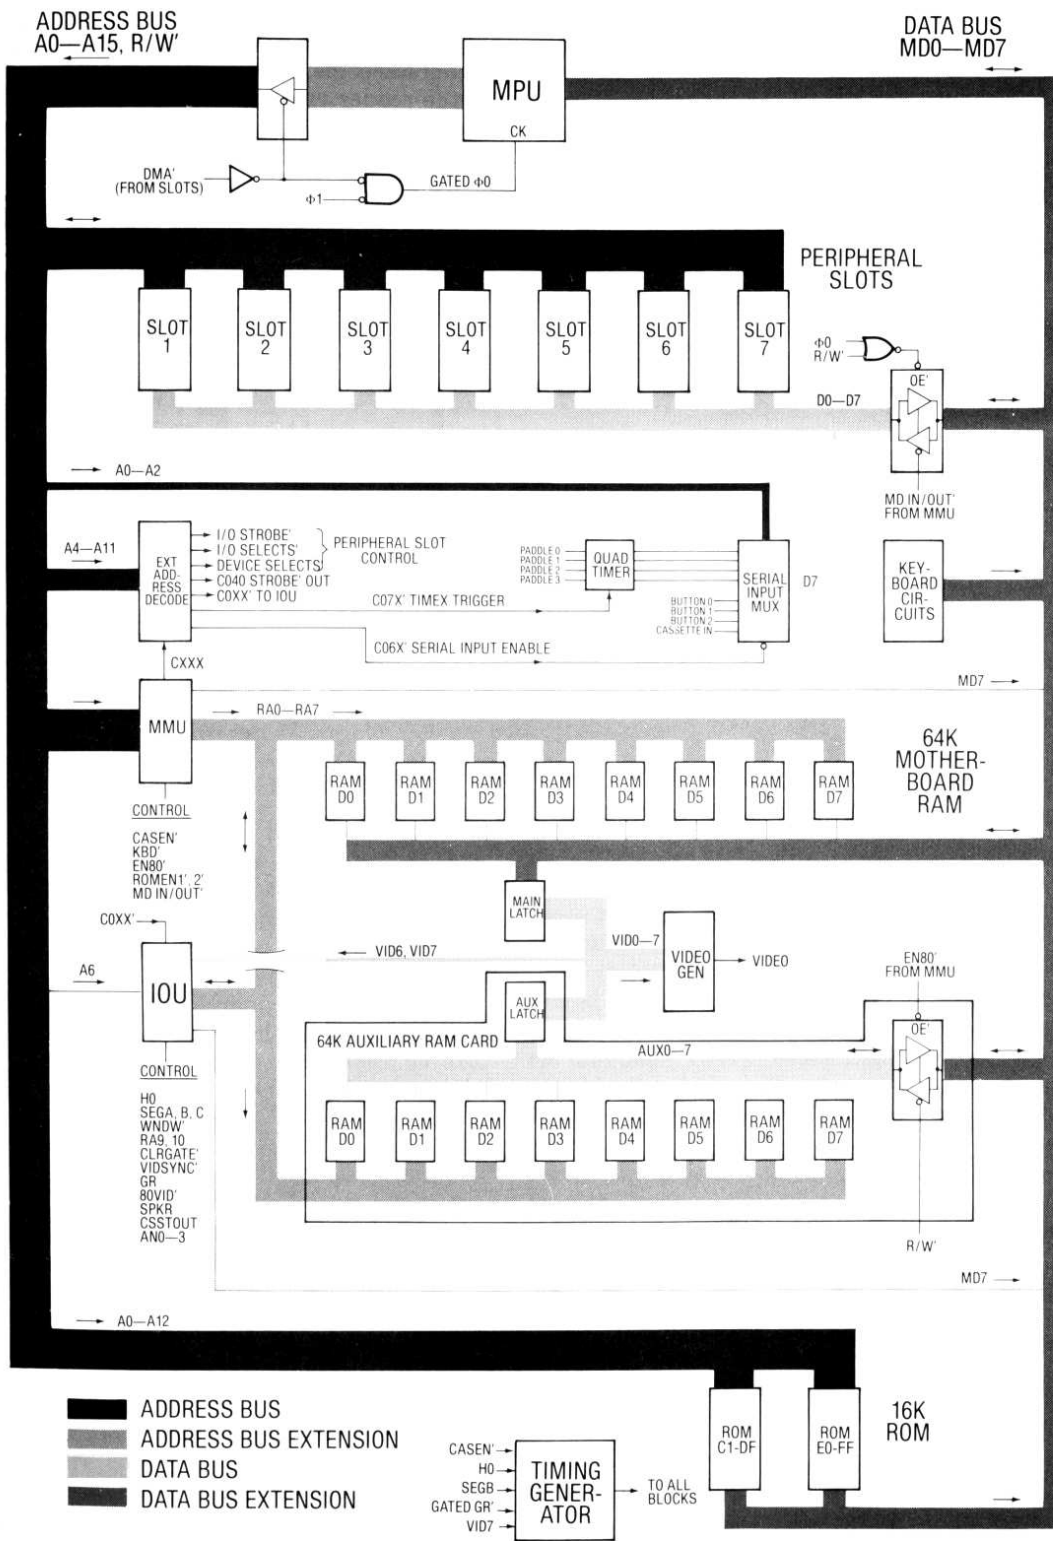 ADDRESS BUS
A0—A15, R/W'
DATA BUS
MD0—MD7
MPU
CK
DMA'
(FROM SLOTS)
GATED Φ0
Φ1
PERIPHERAL
SLOTS
SLOT
1
SLOT
2
SLOT
3
SLOT
4
SLOT
5
SLOT
6
SLOT
7
Φ0
R/W'
OE'
D0—D7
MD IN/OUT'
FROM MMU
A0—A2
A4—A11
EXT
AD-
DRESS
DECODE
I/O STROBE'
I/O SELECTS'
DEVICE SELECTS'
C040 STROBE' OUT
C0XX' TO IOU
PERIPHERAL SLOT
CONTROL
C07X' TIMEX TRIGGER
C06X' SERIAL INPUT ENABLE
PADDLE 0
PADDLE 1
PADDLE 2
PADDLE 3
QUAD
TIMER
BUTTON 0
BUTTON 1
BUTTON 2
CASSETTE IN
SERIAL
INPUT
MUX
D7
KEY-
BOARD
CIR-
CUITS
CXXX
MD7
MMU
RA0—RA7
RAM
D0
RAM
D1
RAM
D2
RAM
D3
RAM
D4
RAM
D5
RAM
D6
RAM
D7
64K
MOTHER-
BOARD
RAM
CONTROL
CASEN'
KBD'
EN80'
ROMEN1', 2'
MD IN/OUT'
MAIN
LATCH
C0XX'
A6
IOU
VID6, VID7
VID0—7
VIDEO
GEN
VIDEO
EN80'
FROM MMU
AUX
LATCH
64K AUXILIARY RAM CARD
AUX0—7
OE'
RAM
D0
RAM
D1
RAM
D2
RAM
D3
RAM
D4
RAM
D5
RAM
D6
RAM
D7
R/W'
CONTROL
H0
SEGA, B, C
WNDW'
RA9, 10
CLRGATE'
VIDSYNC'
GR
80VID'
SPKR
CSSTOUT
AN0—3
MD7
A0—A12
ROM
C1-DF
ROM
E0-FF
16K
ROM
ADDRESS BUS
ADDRESS BUS EXTENSION
DATA BUS
DATA BUS EXTENSION
CASEN'
H0
SEGB
GATED GR'
VID7
TIMING
GENER-
ATOR
TO ALL
BLOCKS